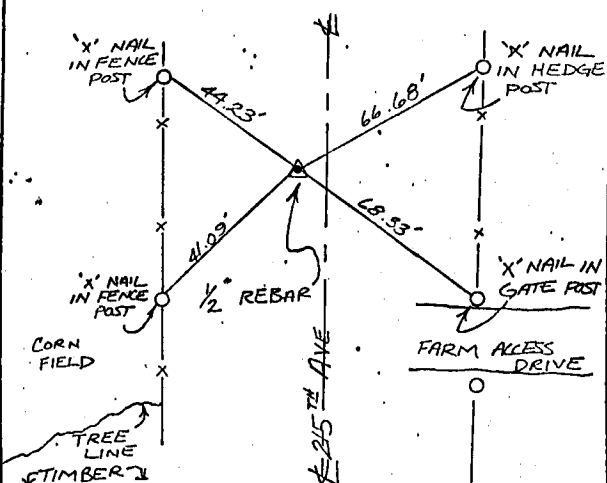 ℄
'X' NAIL
IN FENCE
POST
'X' NAIL
IN HEDGE
POST
44.23'
66.68'
41.09'
68.53'
'X' NAIL
IN FENCE
POST
1/2" REBAR
'X' NAIL IN
GATE POST
CORN
FIELD
FARM ACCESS
DRIVE
℄ 215TH AVE
TREE
LINE
TIMBER